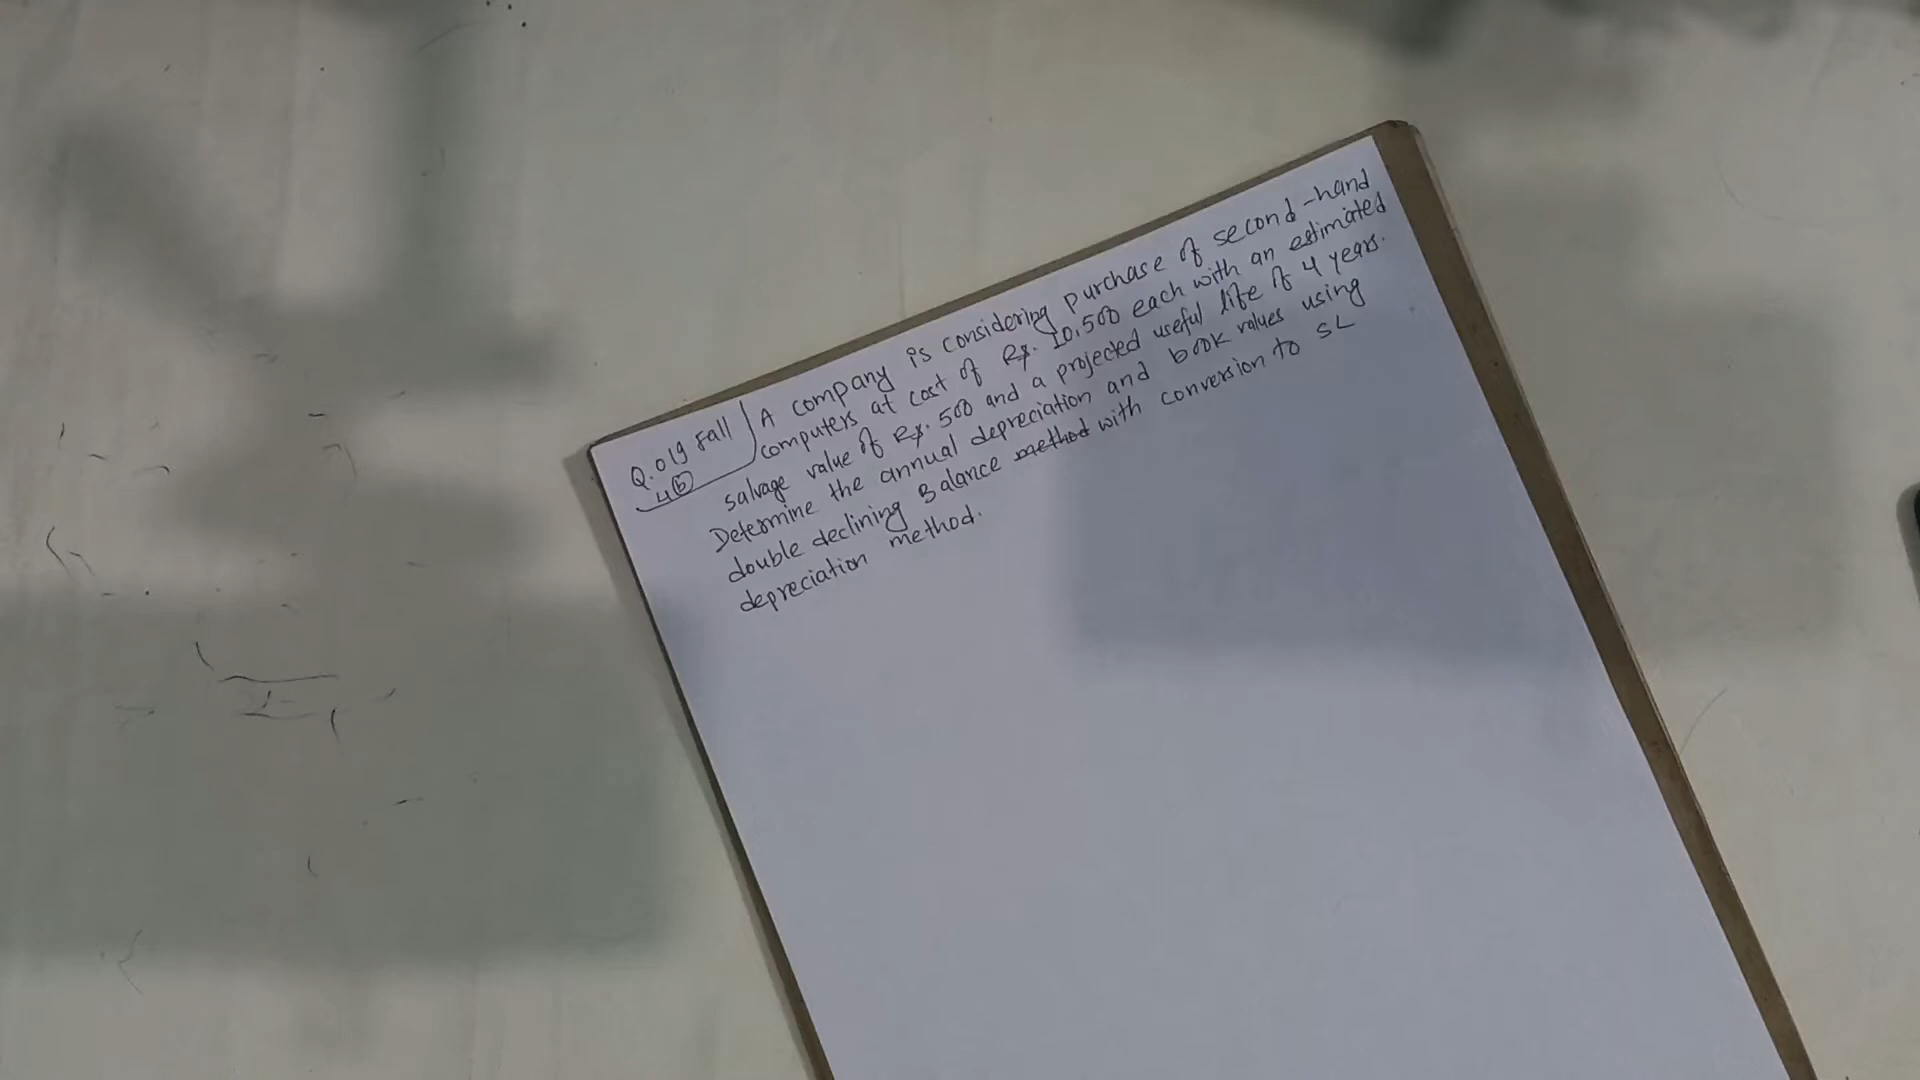 Q. 019 Fall
4(b)
A company is considering purchase of second-hand
computers at cost of Rs. 10,500 each with an estimated
salvage value of Rs. 500 and a projected useful life of 4 years.
Determine the annual depreciation and book values using
double declining Balance method with conversion to SL
depreciation method.